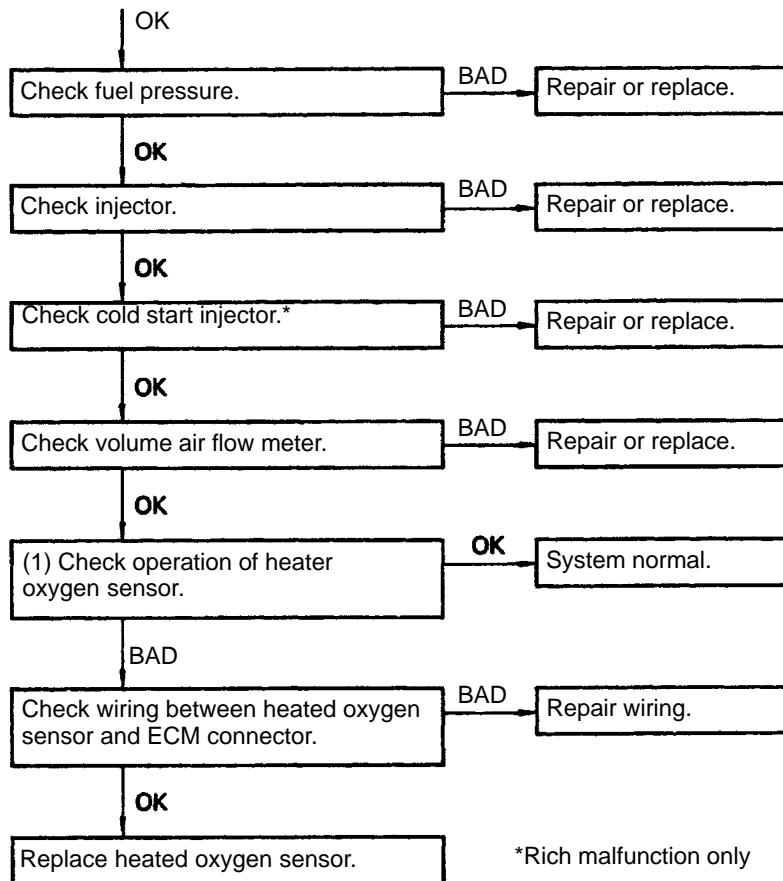 OK
Check fuel pressure.
BAD
Repair or replace.
OK
Check injector.
BAD
Repair or replace.
OK
Check cold start injector.*
BAD
Repair or replace.
OK
Check volume air flow meter.
BAD
Repair or replace.
OK
(1) Check operation of heater
oxygen sensor.
OK
System normal.
BAD
Check wiring between heated oxygen
sensor and ECM connector.
BAD
Repair wiring.
OK
Replace heated oxygen sensor.
*Rich malfunction only